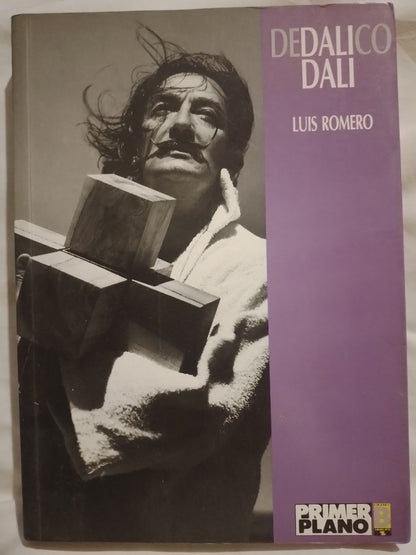 DEDALICO
DALI
LUIS ROMERO
PRIMER
PLANO